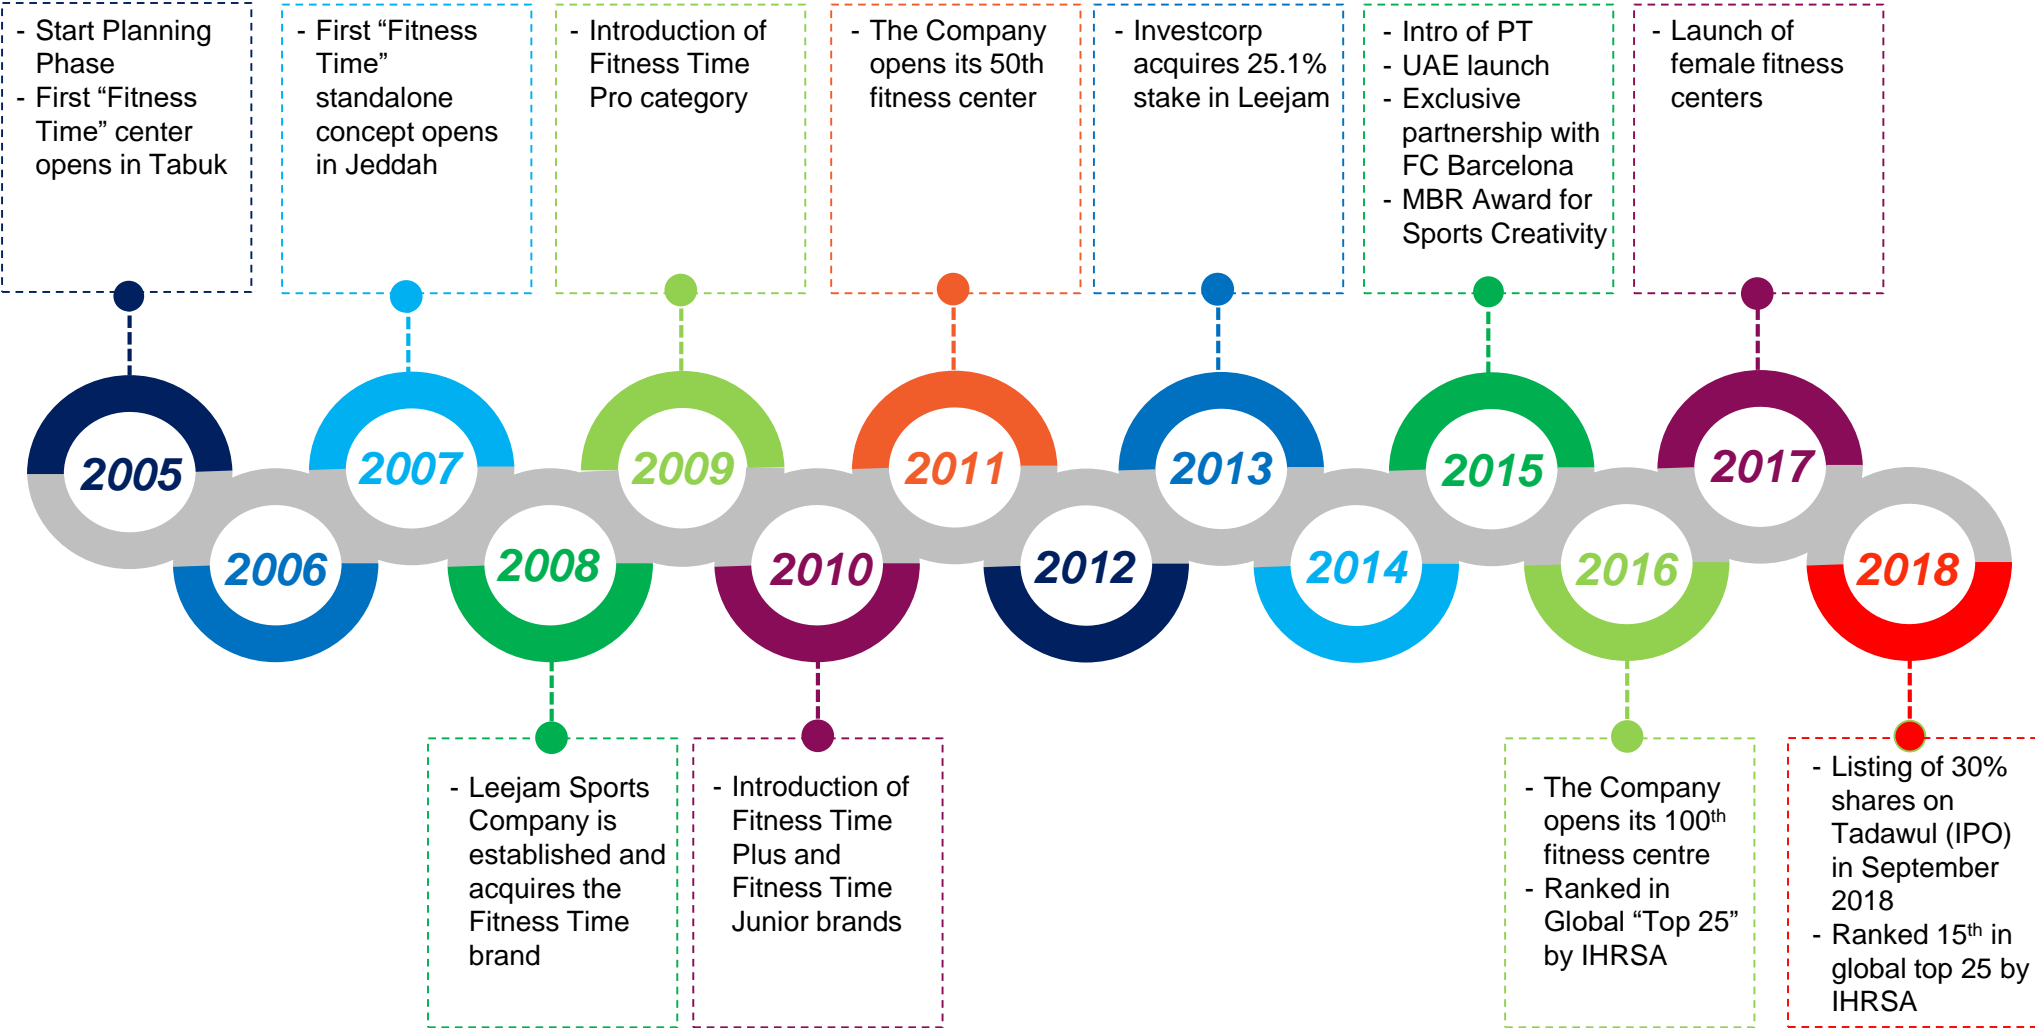 - Start Planning
Phase
- First “Fitness
Time” center
opens in Tabuk
- First “Fitness
Time”
standalone
concept opens
in Jeddah
- Introduction of
Fitness Time
Pro category
- The Company
opens its 50th
fitness center
- Investcorp
acquires 25.1%
stake in Leejam
- Intro of PT
- UAE launch
- Exclusive
partnership with
FC Barcelona
- MBR Award for
Sports Creativity
- Launch of
female fitness
centers
2005
2007
2009
2011
2013
2015
2017
2006
2008
2010
2012
2014
2016
2018
- Leejam Sports
Company is
established and
acquires the
Fitness Time
brand
- Introduction of
Fitness Time
Plus and
Fitness Time
Junior brands
- The Company
opens its 100th
fitness centre
- Ranked in
Global “Top 25”
by IHRSA
- Listing of 30%
shares on
Tadawul (IPO)
in September
2018
- Ranked 15th in
global top 25 by
IHRSA